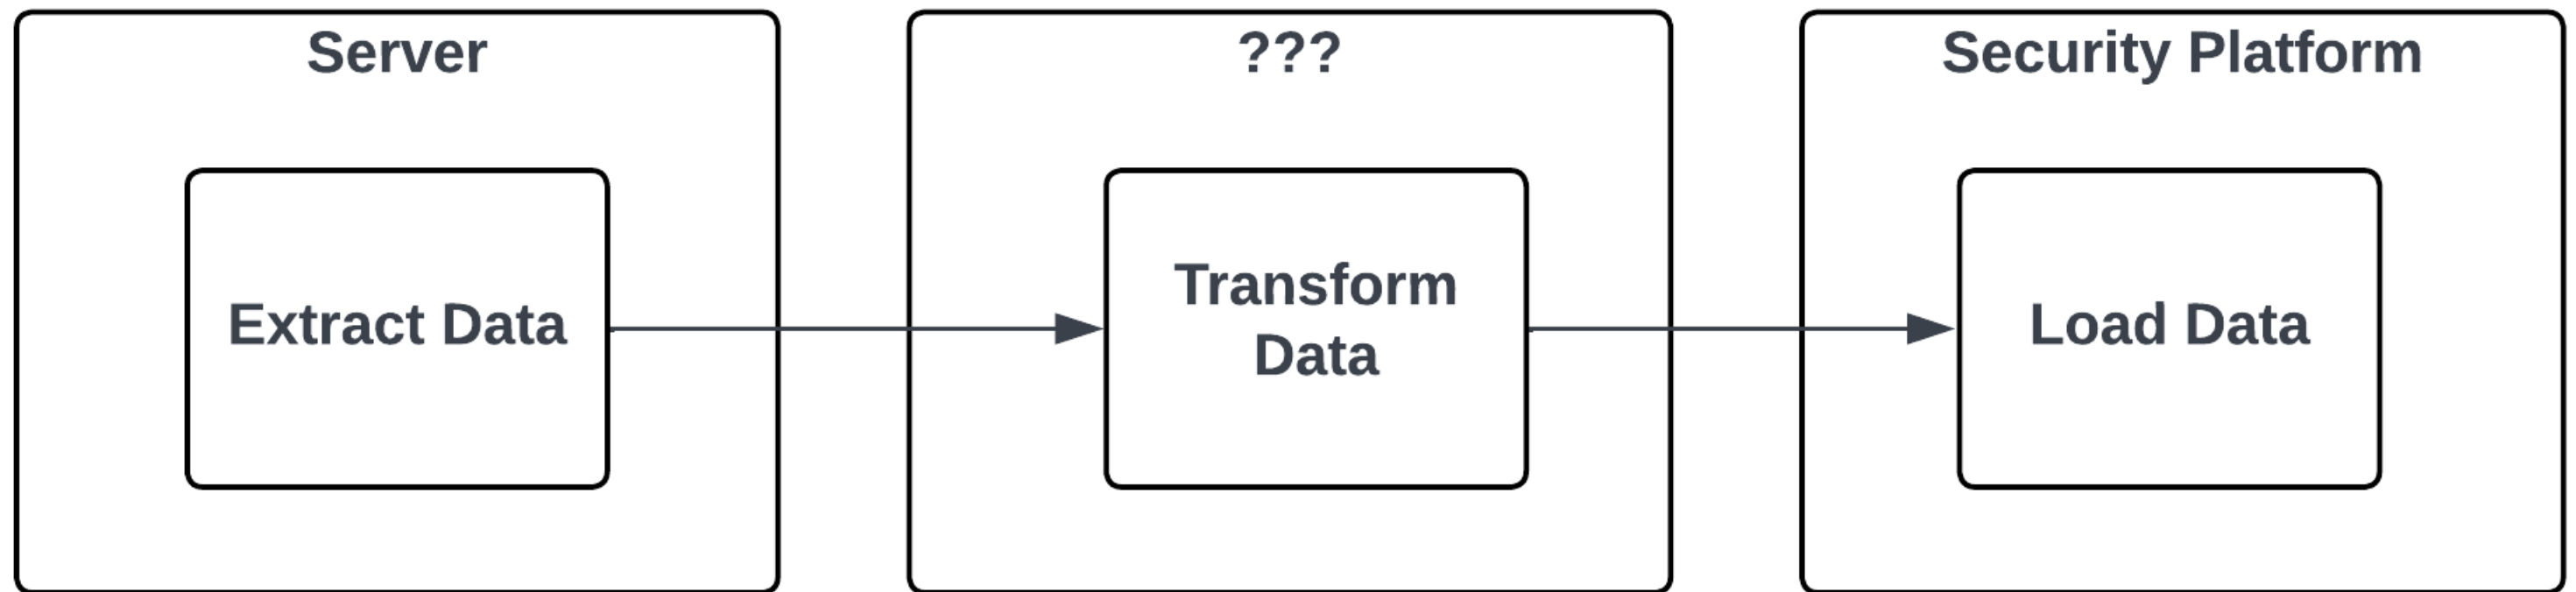 Server
???
Security Platform
Extract Data
Transform
Data
Load Data